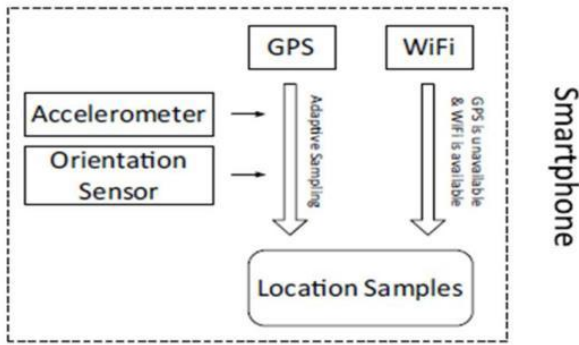 GPS
WiFi
Accelerometer
Orientation
Sensor
Adaptive Sampling
GPS is unavailable
& WiFi is available
Location Samples
Smartphone